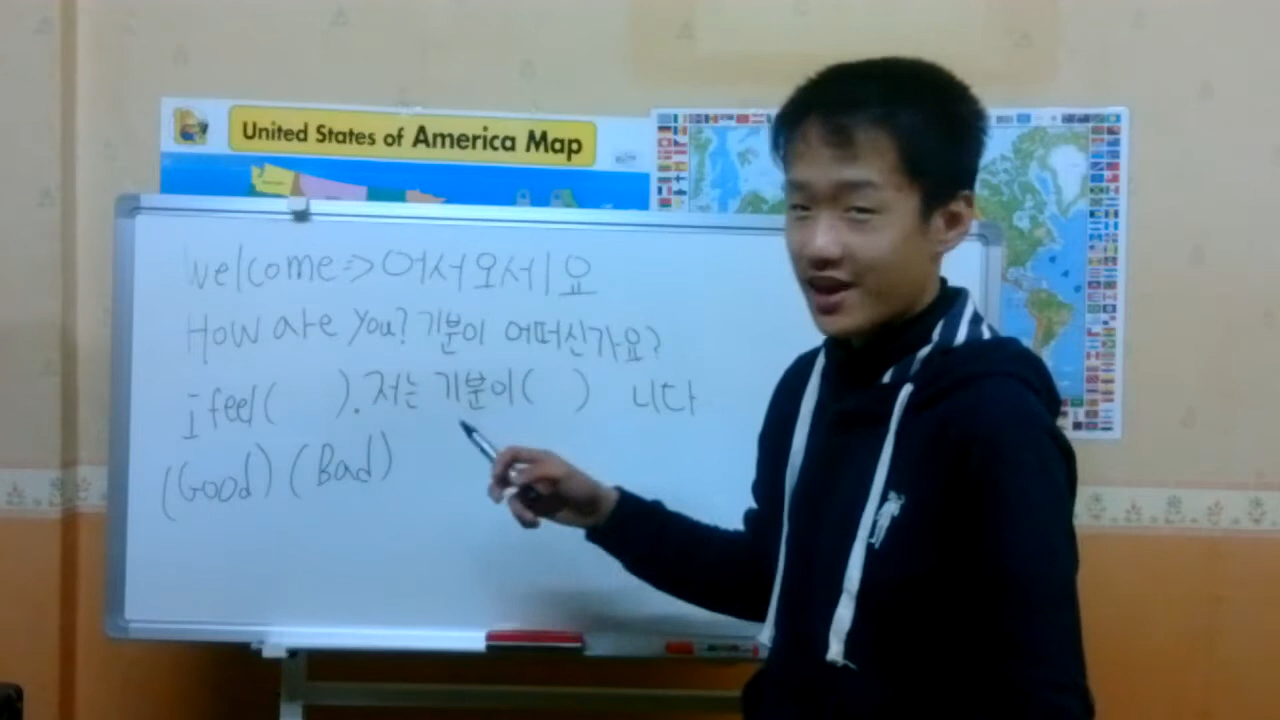 United States of America Map
Welcome => 어서오세요
How are you? 기분이 어떠신가요?
I feel(    ). 저는 기분이(    ) 니다
(Good) (Bad)